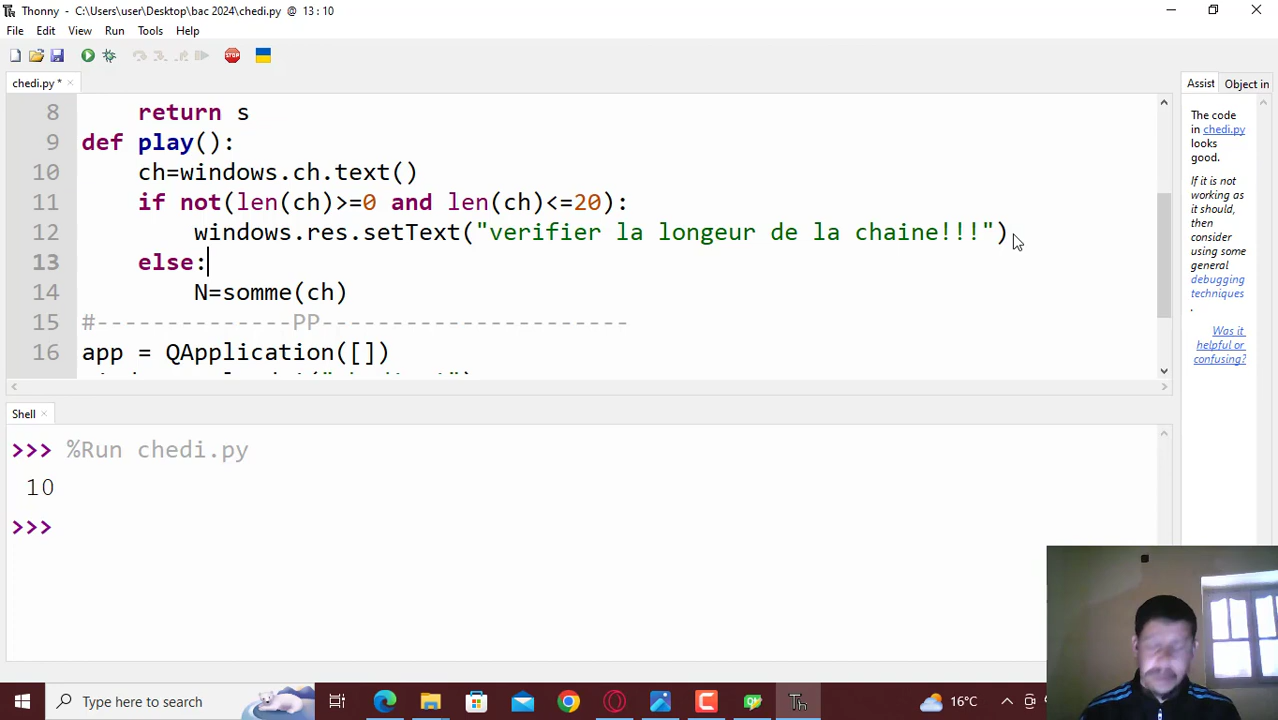 Thonny - C:\Users\user\Desktop\bac 2024\chedi.py @ 13 : 10
File Edit View Run Tools Help
STOP
chedi.py * ×
Assist Object in
8 return s
9 def play():
10 ch=windows.ch.text()
11 if not(len(ch)>=0 and len(ch)<=20):
12 windows.res.setText("verifier la longeur de la chaine!!!")
13 else:
14 N=somme(ch)
15 #--------------PP----------------------
16 app = QApplication([])
The code
in chedi.py
looks
good.
If it is not
working as
it should,
then
consider
using some
general
debugging
techniques
.
Was it
helpful or
confusing?
Shell ×
>>> %Run chedi.py
10
>>>
Type here to search
16°C